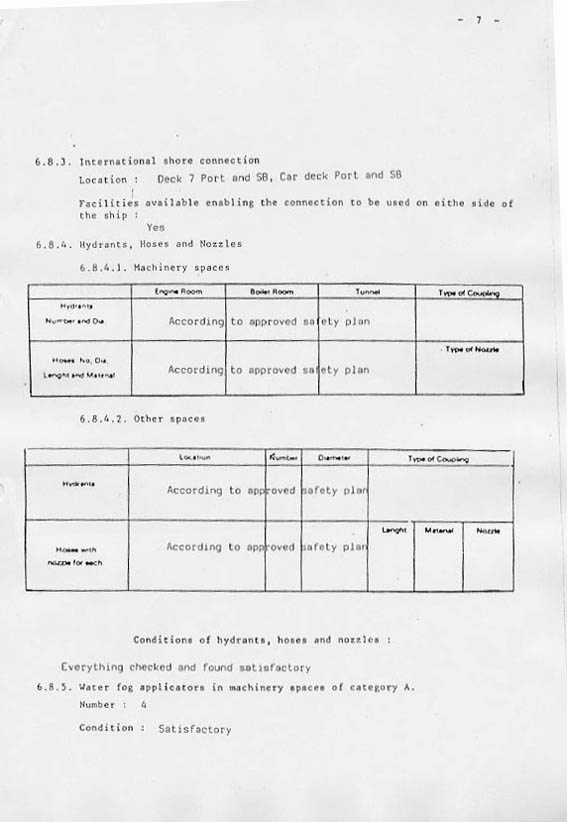 - 7 -
6.8.3. International shore connection
Location : Deck 7 Port and SB, Car deck Port and SB
Facilities available enabling the connection to be used on eithe side of
the ship :
Yes
6.8.4. Hydrants, Hoses and Nozzles
6.8.4.1. Machinery spaces
Engine Room Boiler Room Tunnel Type of Coupling
Hydrants
Number and Dia According to approved safety plan
Type of Nozzle
Hoses No, Dia,
Lenght and Material According to approved safety plan
6.8.4.2. Other spaces
Location Number Diameter Type of Coupling
Hydrants According to approved safety plan
Lenght Material Nozzle
Hoses with
nozzle for each According to approved safety plan
Conditions of hydrants, hoses and nozzles :
Everything checked and found satisfactory
6.8.5. Water fog applicators in machinery spaces of category A.
Number : 4
Condition : Satisfactory